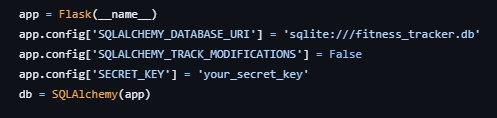 app = Flask(__name__)
app.config['SQLALCHEMY_DATABASE_URI'] = 'sqlite:///fitness_tracker.db'
app.config['SQLALCHEMY_TRACK_MODIFICATIONS'] = False
app.config['SECRET_KEY'] = 'your_secret_key'
db = SQLAlchemy(app)